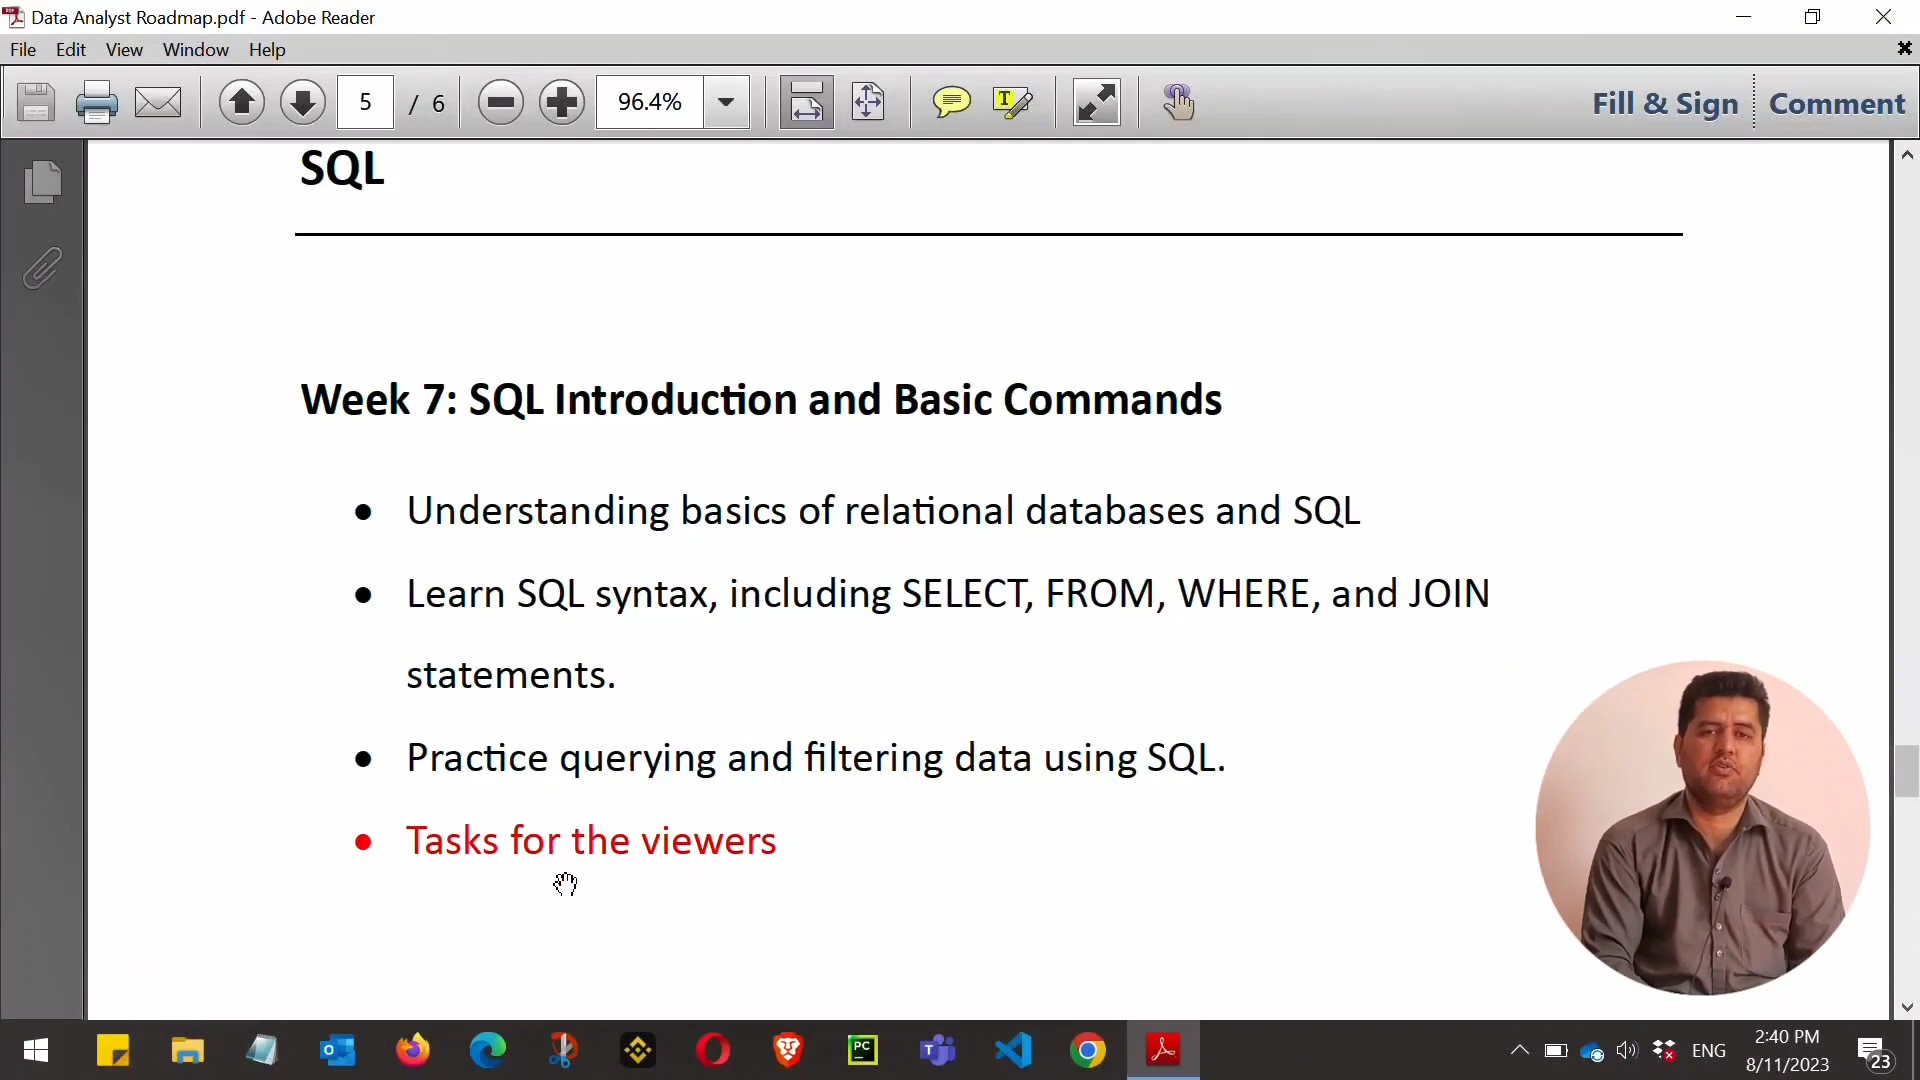 Data Analyst Roadmap.pdf - Adobe Reader
File Edit View Window Help
5 / 6 96.4% Fill & Sign Comment
SQL
Week 7: SQL Introduction and Basic Commands
• Understanding basics of relational databases and SQL
• Learn SQL syntax, including SELECT, FROM, WHERE, and JOIN
statements.
• Practice querying and filtering data using SQL.
• Tasks for the viewers
ENG
2:40 PM
8/11/2023
23